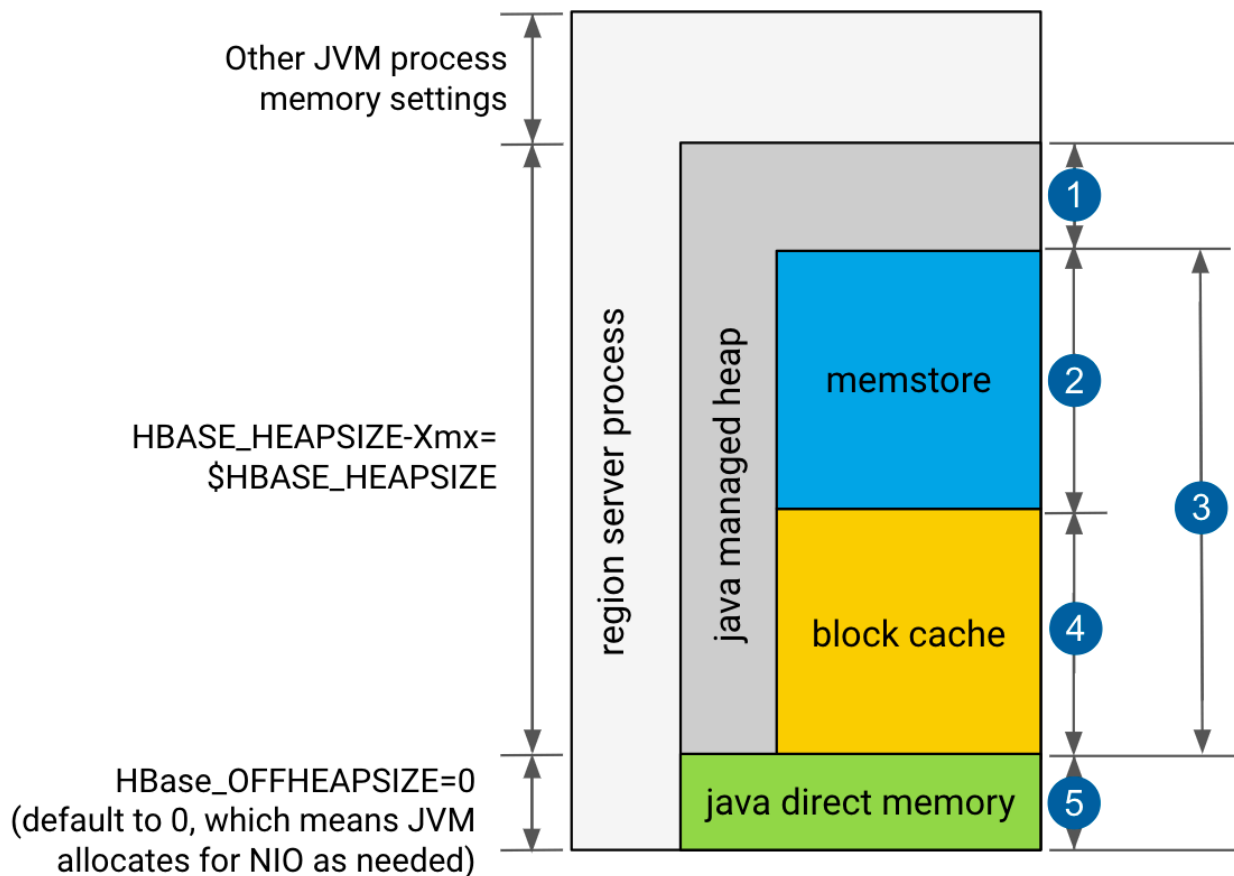 Other JVM process
memory settings
HBASE_HEAPSIZE-Xmx=
$HBASE_HEAPSIZE
HBase_OFFHEAPSIZE=0
(default to 0, which means JVM
allocates for NIO as needed)
region server process
java managed heap
memstore
block cache
java direct memory
1
2
3
4
5